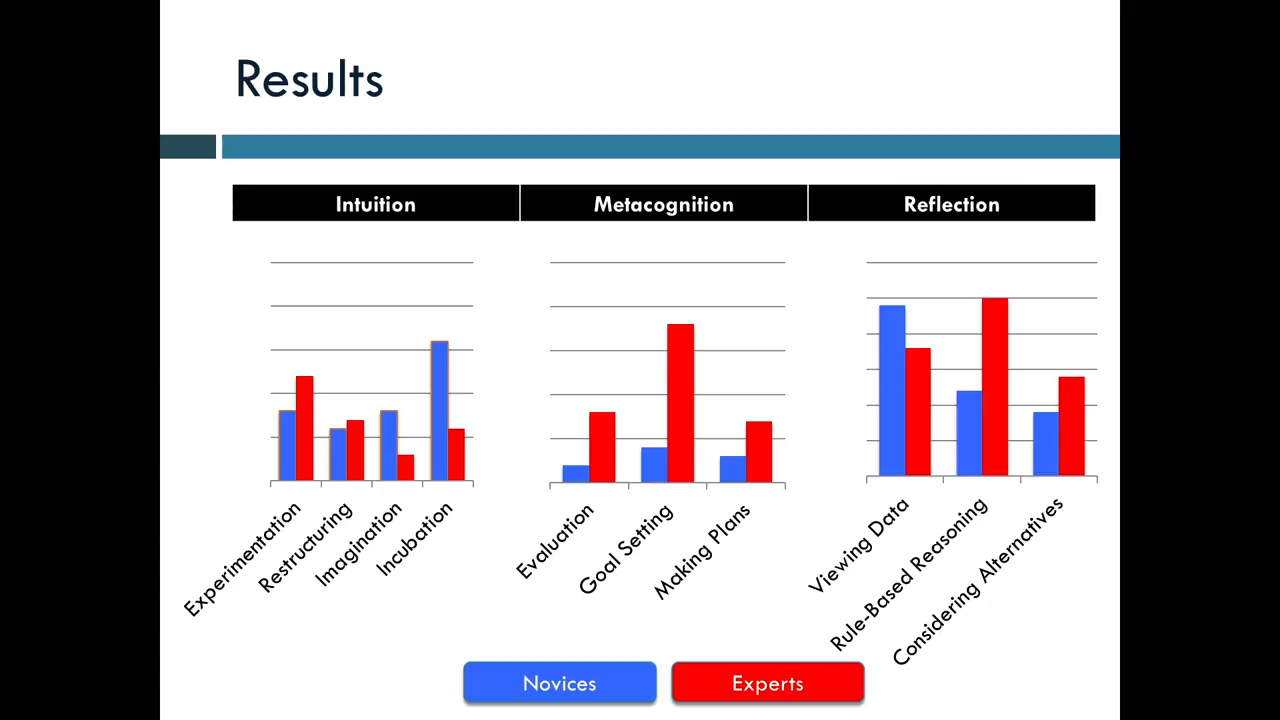 Results
Intuition
Metacognition
Reflection
Experimentation
Restructuring
Imagination
Incubation
Evaluation
Goal Setting
Making Plans
Viewing Data
Rule-Based Reasoning
Considering Alternatives
Novices
Experts